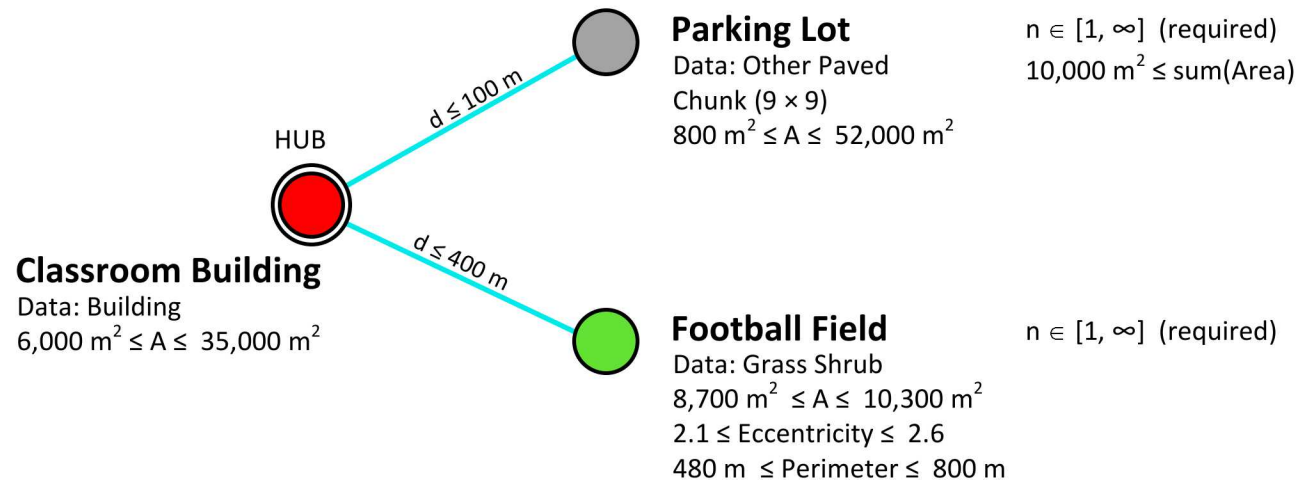 Parking Lot
Data: Other Paved
Chunk (9 × 9)
800 m² ≤ A ≤ 52,000 m²
n ∈ [1, ∞] (required)
10,000 m² ≤ sum(Area)
d ≤ 100 m
HUB
Classroom Building
Data: Building
6,000 m² ≤ A ≤ 35,000 m²
d ≤ 400 m
Football Field
Data: Grass Shrub
8,700 m² ≤ A ≤ 10,300 m²
2.1 ≤ Eccentricity ≤ 2.6
480 m ≤ Perimeter ≤ 800 m
n ∈ [1, ∞] (required)